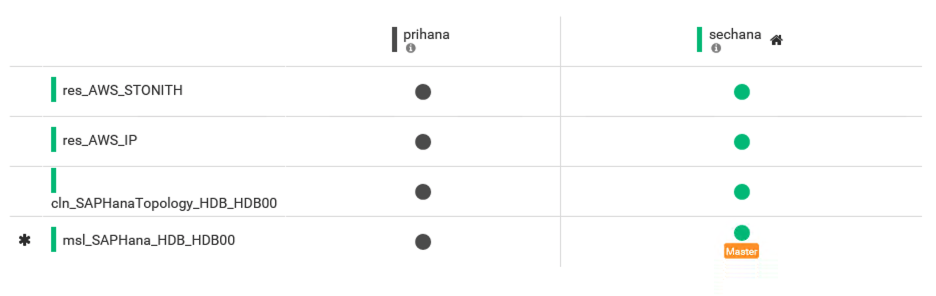 prihana
sechana
res_AWS_STONITH
res_AWS_IP
cln_SAPHanaTopology_HDB_HDB00
msl_SAPHana_HDB_HDB00
Master